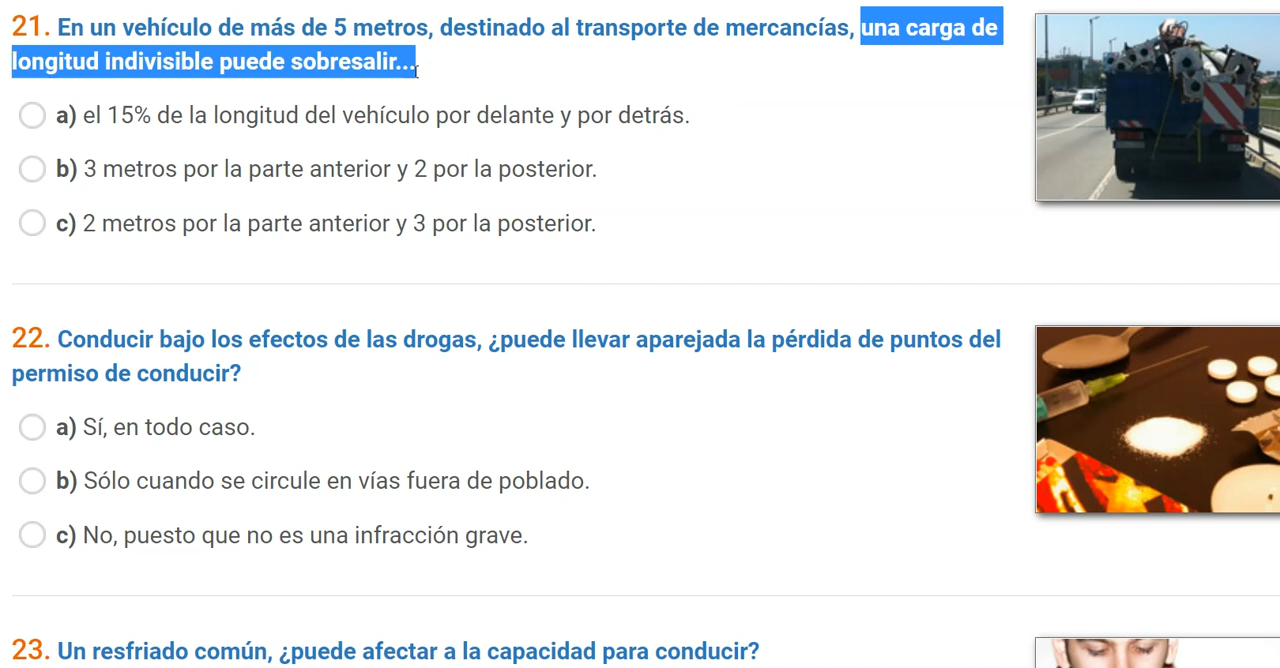 21. En un vehículo de más de 5 metros, destinado al transporte de mercancías, una carga de
longitud indivisible puede sobresalir...
a) el 15% de la longitud del vehículo por delante y por detrás.
b) 3 metros por la parte anterior y 2 por la posterior.
c) 2 metros por la parte anterior y 3 por la posterior.
22. Conducir bajo los efectos de las drogas, ¿puede llevar aparejada la pérdida de puntos del
permiso de conducir?
a) Sí, en todo caso.
b) Sólo cuando se circule en vías fuera de poblado.
c) No, puesto que no es una infracción grave.
23. Un resfriado común, ¿puede afectar a la capacidad para conducir?